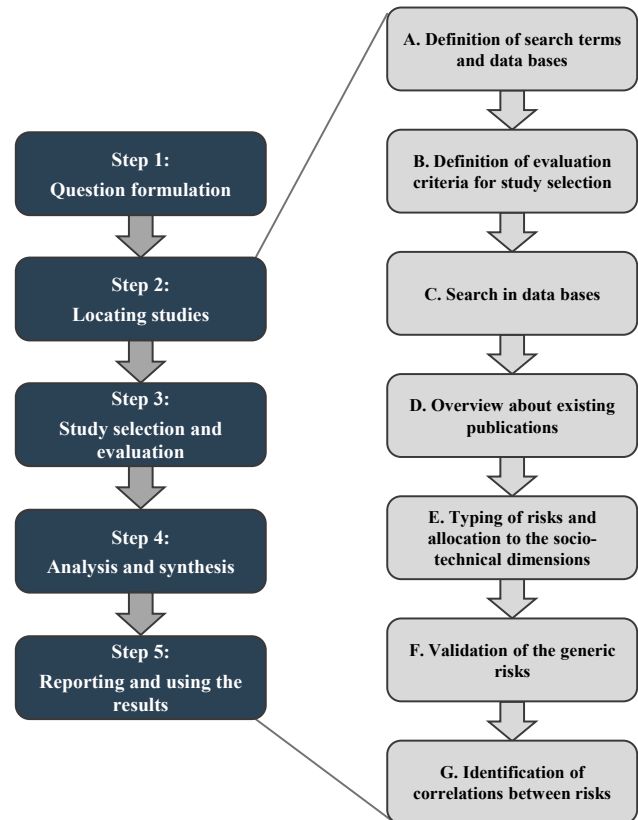 Step 1:
Question formulation
Step 2:
Locating studies
Step 3:
Study selection and
evaluation
Step 4:
Analysis and synthesis
Step 5:
Reporting and using the
results
A. Definition of search terms
and data bases
B. Definition of evaluation
criteria for study selection
C. Search in data bases
D. Overview about existing
publications
E. Typing of risks and
allocation to the socio-
technical dimensions
F. Validation of the generic
risks
G. Identification of
correlations between risks